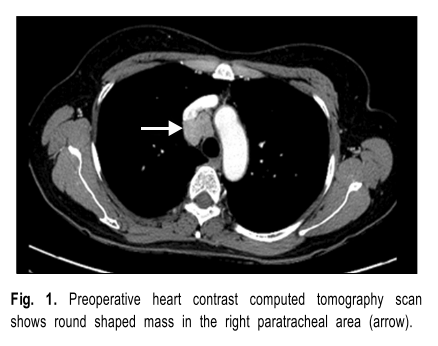 Fig. 1. Preoperative heart contrast computed tomography scan
shows round shaped mass in the right paratracheal area (arrow).